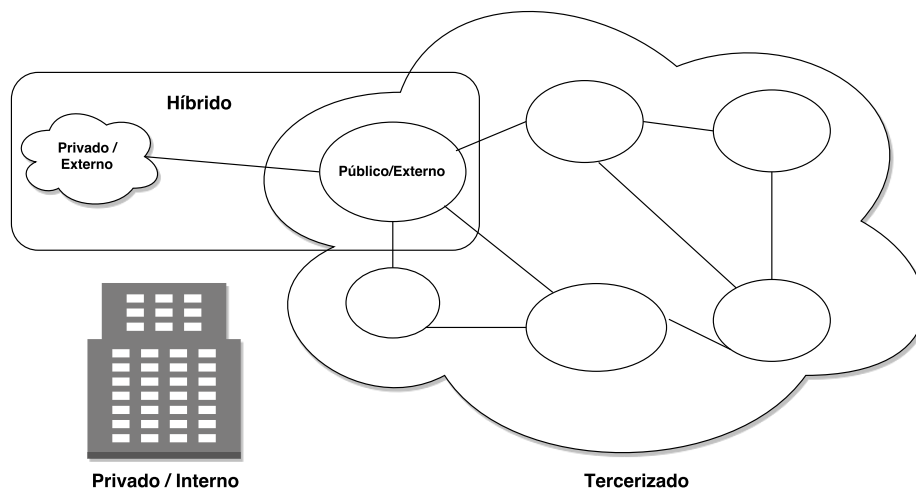 Híbrido
Privado /
Externo
Público/Externo
Privado / Interno
Tercerizado